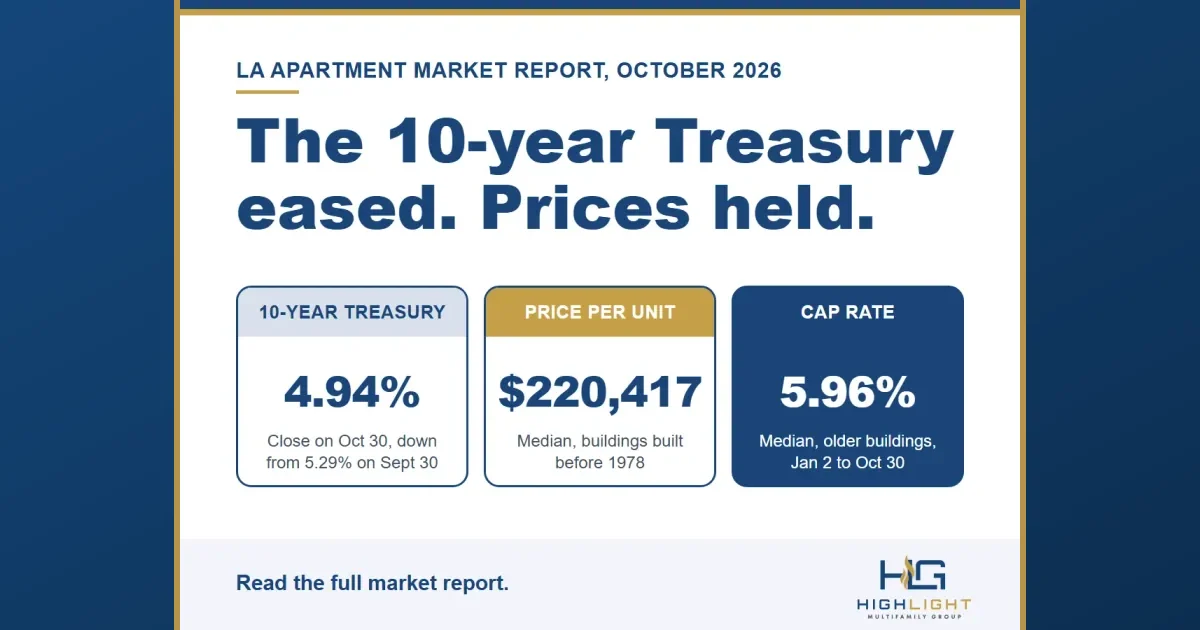 LA APARTMENT MARKET REPORT, OCTOBER 2026
The 10-year Treasury
eased. Prices held.
10-YEAR TREASURY
4.94%
Close on Oct 30, down
from 5.29% on Sept 30
PRICE PER UNIT
$220,417
Median, buildings built
before 1978
CAP RATE
5.96%
Median, older buildings,
Jan 2 to Oct 30
Read the full market report.
HLG
HIGHLIGHT
MULTIFAMILY GROUP